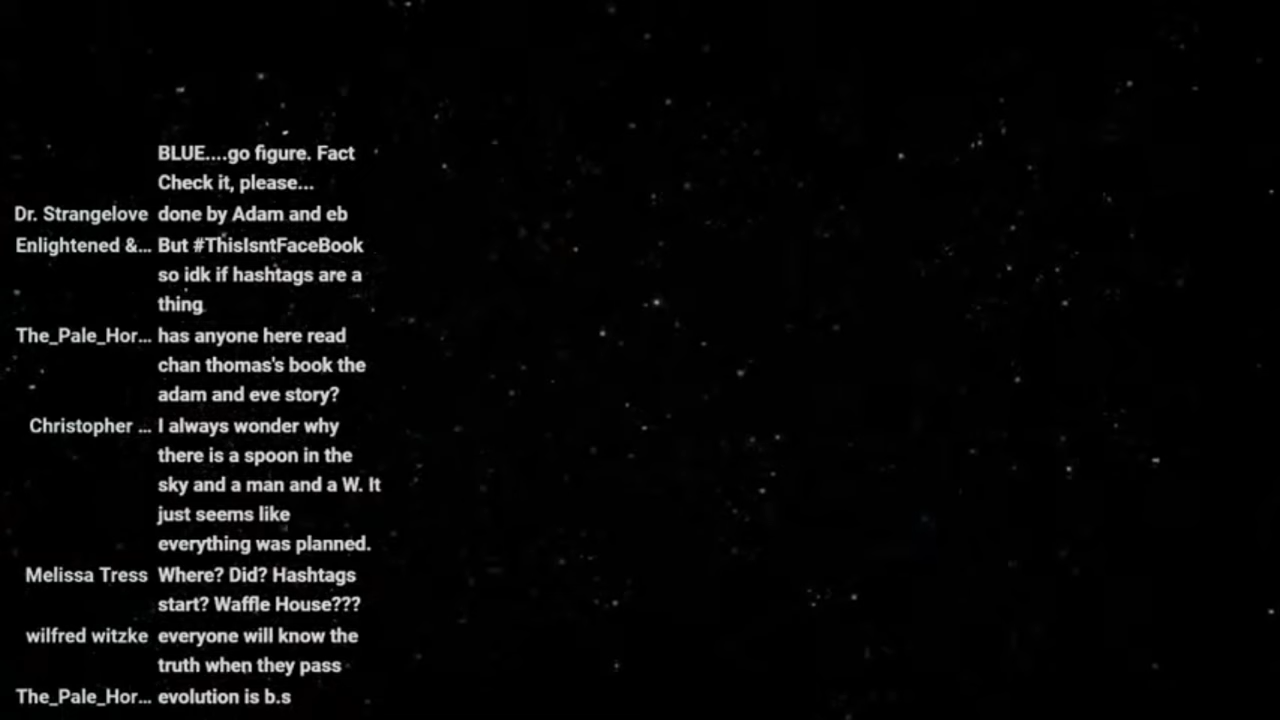 BLUE....go figure. Fact
Check it, please...
Dr. Strangelove done by Adam and eb
Enlightened &... But #ThisIsntFaceBook
so idk if hashtags are a
thing
The_Pale_Hor... has anyone here read
chan thomas's book the
adam and eve story?
Christopher ... I always wonder why
there is a spoon in the
sky and a man and a W. It
just seems like
everything was planned.
Melissa Tress Where? Did? Hashtags
start? Waffle House???
wilfred witzke everyone will know the
truth when they pass
The_Pale_Hor... evolution is b.s